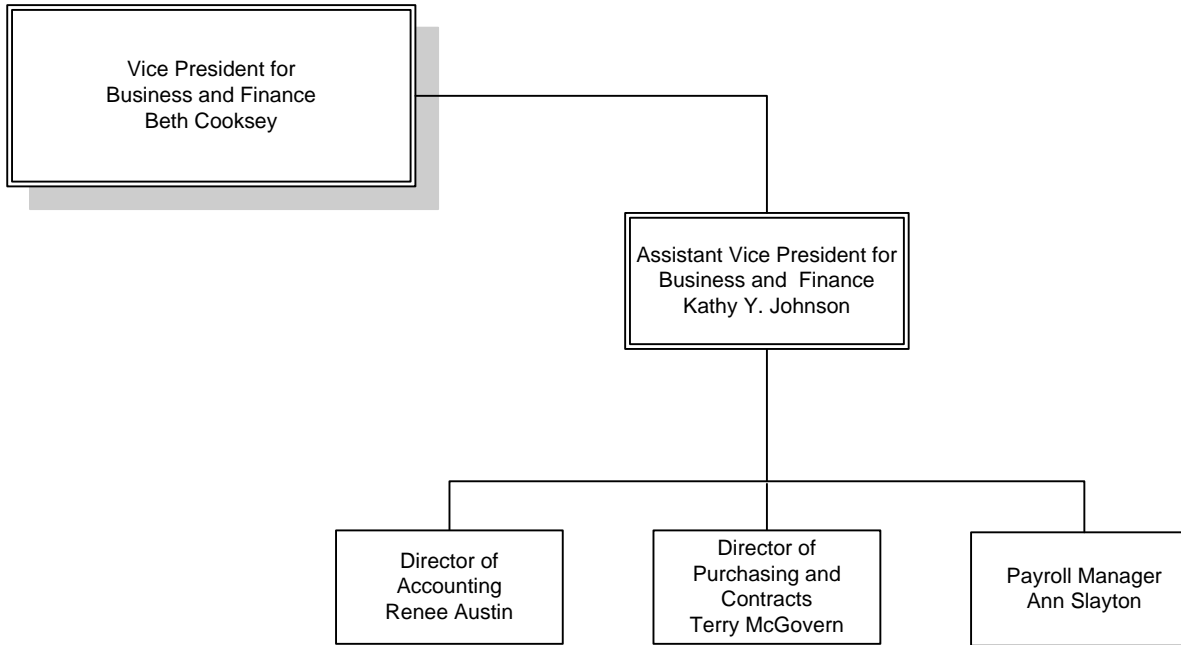 Vice President for
Business and Finance
Beth Cooksey
Assistant Vice President for
Business and  Finance
Kathy Y. Johnson
Director of
Accounting
Renee Austin
Director of
Purchasing and
Contracts
Terry McGovern
Payroll Manager
Ann Slayton